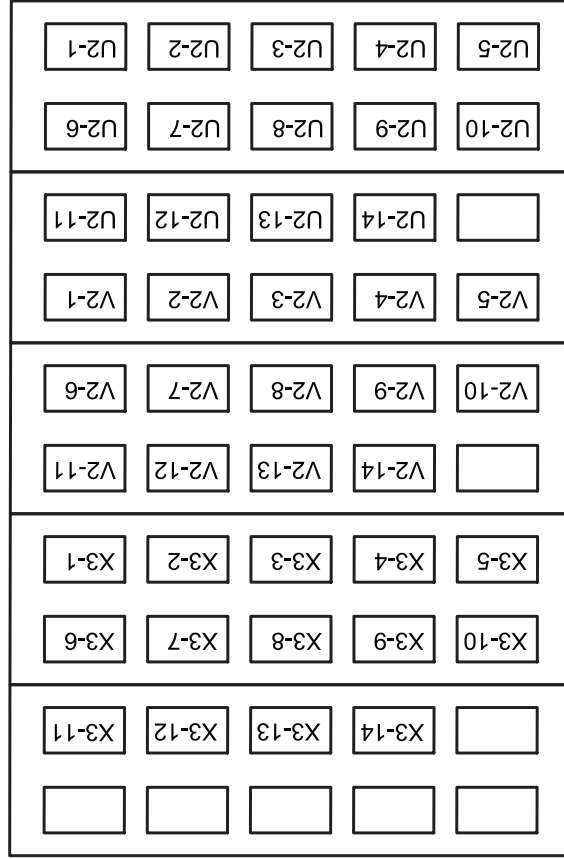 U2-1 U2-2 U2-3 U2-4 U2-5
U2-6 U2-7 U2-8 U2-9 U2-10
U2-11 U2-12 U2-13 U2-14
V2-1 V2-2 V2-3 V2-4 V2-5
V2-6 V2-7 V2-8 V2-9 V2-10
V2-11 V2-12 V2-13 V2-14
X3-1 X3-2 X3-3 X3-4 X3-5
X3-6 X3-7 X3-8 X3-9 X3-10
X3-11 X3-12 X3-13 X3-14